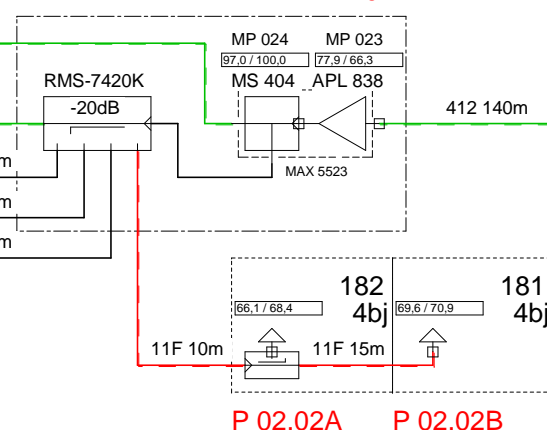 MP 024 MP 023
97,0 / 100,0 77,9 / 66,3
RMS-7420K MS 404 APL 838
-20dB
412 140m
m
MAX 5523
m
m
182 181
66,1 / 68,4 4bj 69,6 / 70,9 4bj
11F 10m 11F 15m
P 02.02A P 02.02B